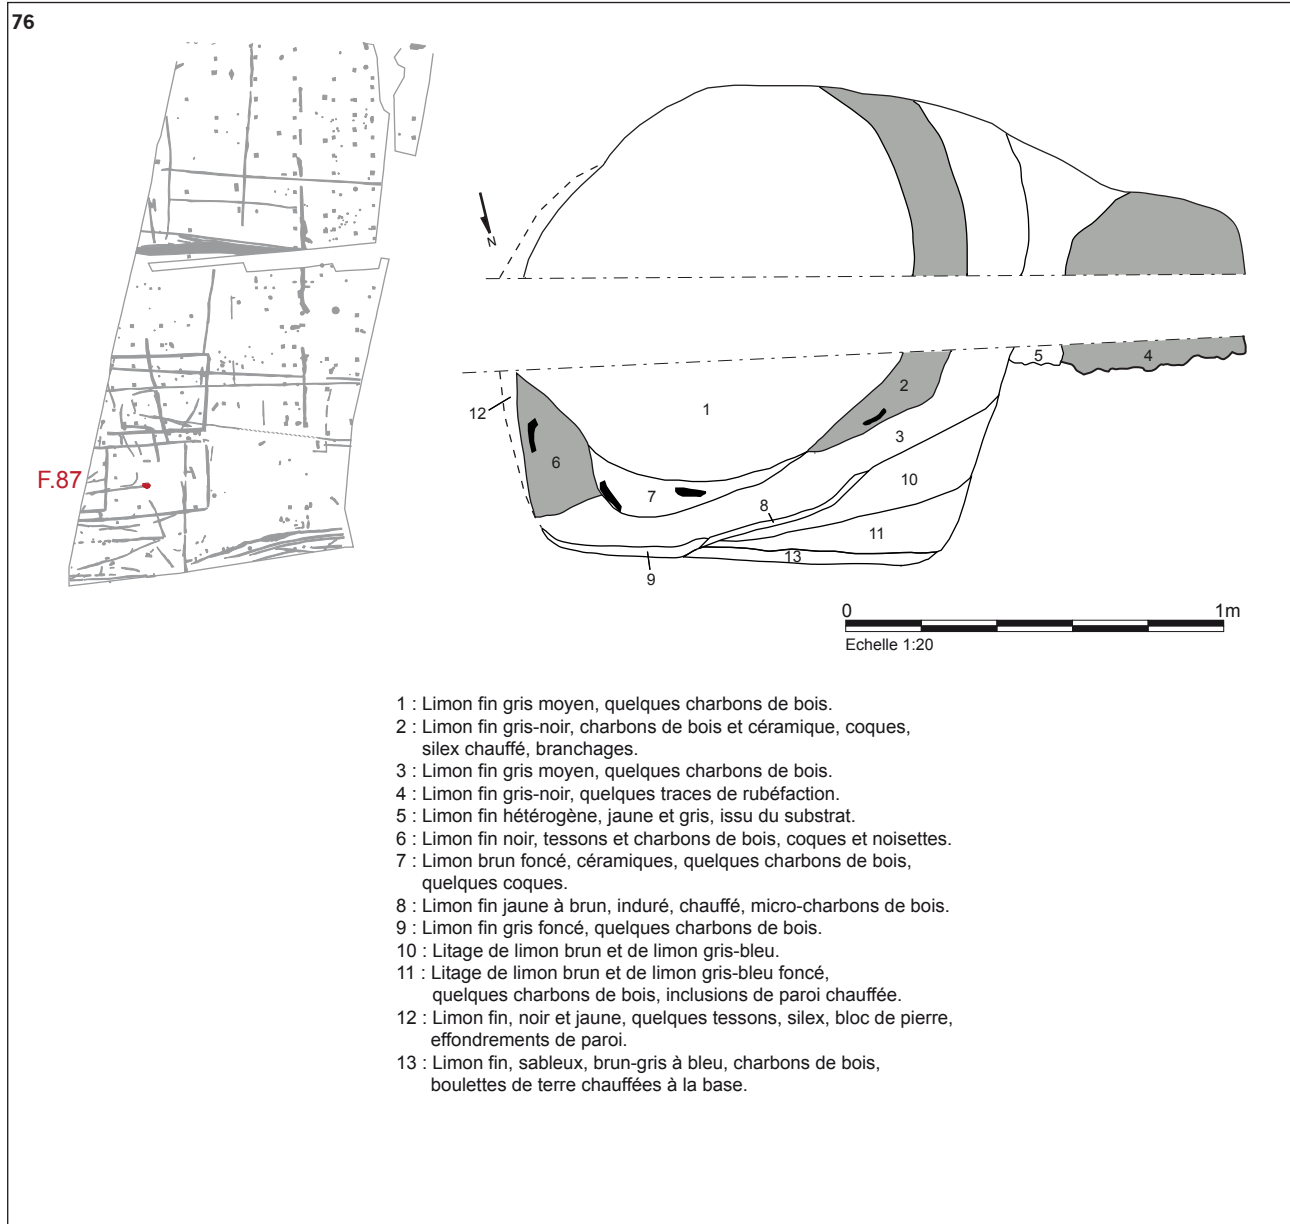 76
N
F.87
12
1
2
3
4
5
6
7
8
9
10
11
13
0 1m
Echelle 1:20
1 : Limon fin gris moyen, quelques charbons de bois.
2 : Limon fin gris-noir, charbons de bois et céramique, coques,
silex chauffé, branchages.
3 : Limon fin gris moyen, quelques charbons de bois.
4 : Limon fin gris-noir, quelques traces de rubéfaction.
5 : Limon fin hétérogène, jaune et gris, issu du substrat.
6 : Limon fin noir, tessons et charbons de bois, coques et noisettes.
7 : Limon brun foncé, céramiques, quelques charbons de bois,
quelques coques.
8 : Limon fin jaune à brun, induré, chauffé, micro-charbons de bois.
9 : Limon fin gris foncé, quelques charbons de bois.
10 : Litage de limon brun et de limon gris-bleu.
11 : Litage de limon brun et de limon gris-bleu foncé,
quelques charbons de bois, inclusions de paroi chauffée.
12 : Limon fin, noir et jaune, quelques tessons, silex, bloc de pierre,
effondrements de paroi.
13 : Limon fin, sableux, brun-gris à bleu, charbons de bois,
boulettes de terre chauffées à la base.